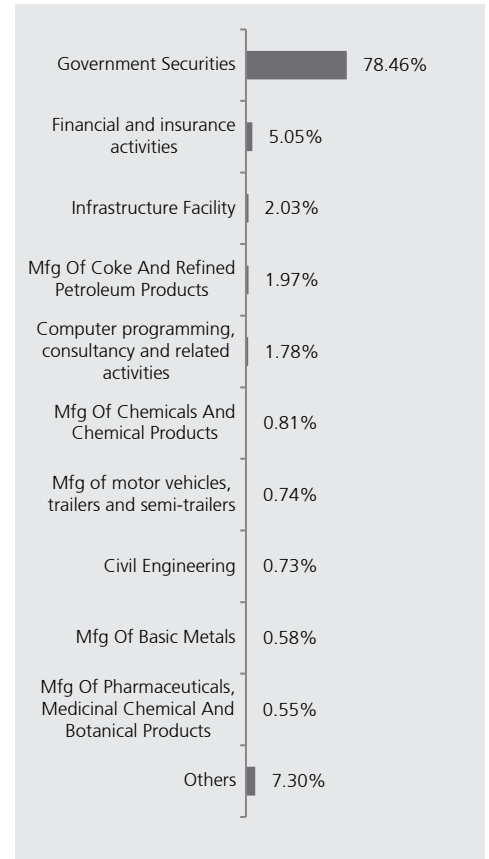 Government Securities 78.46%
Financial and insurance
activities 5.05%
Infrastructure Facility 2.03%
Mfg Of Coke And Refined
Petroleum Products 1.97%
Computer programming,
consultancy and related 1.78%
activities
Mfg Of Chemicals And
Chemical Products 0.81%
Mfg of motor vehicles,
trailers and semi-trailers 0.74%
Civil Engineering 0.73%
Mfg Of Basic Metals 0.58%
Mfg Of Pharmaceuticals,
Medicinal Chemical And 0.55%
Botanical Products
Others 7.30%